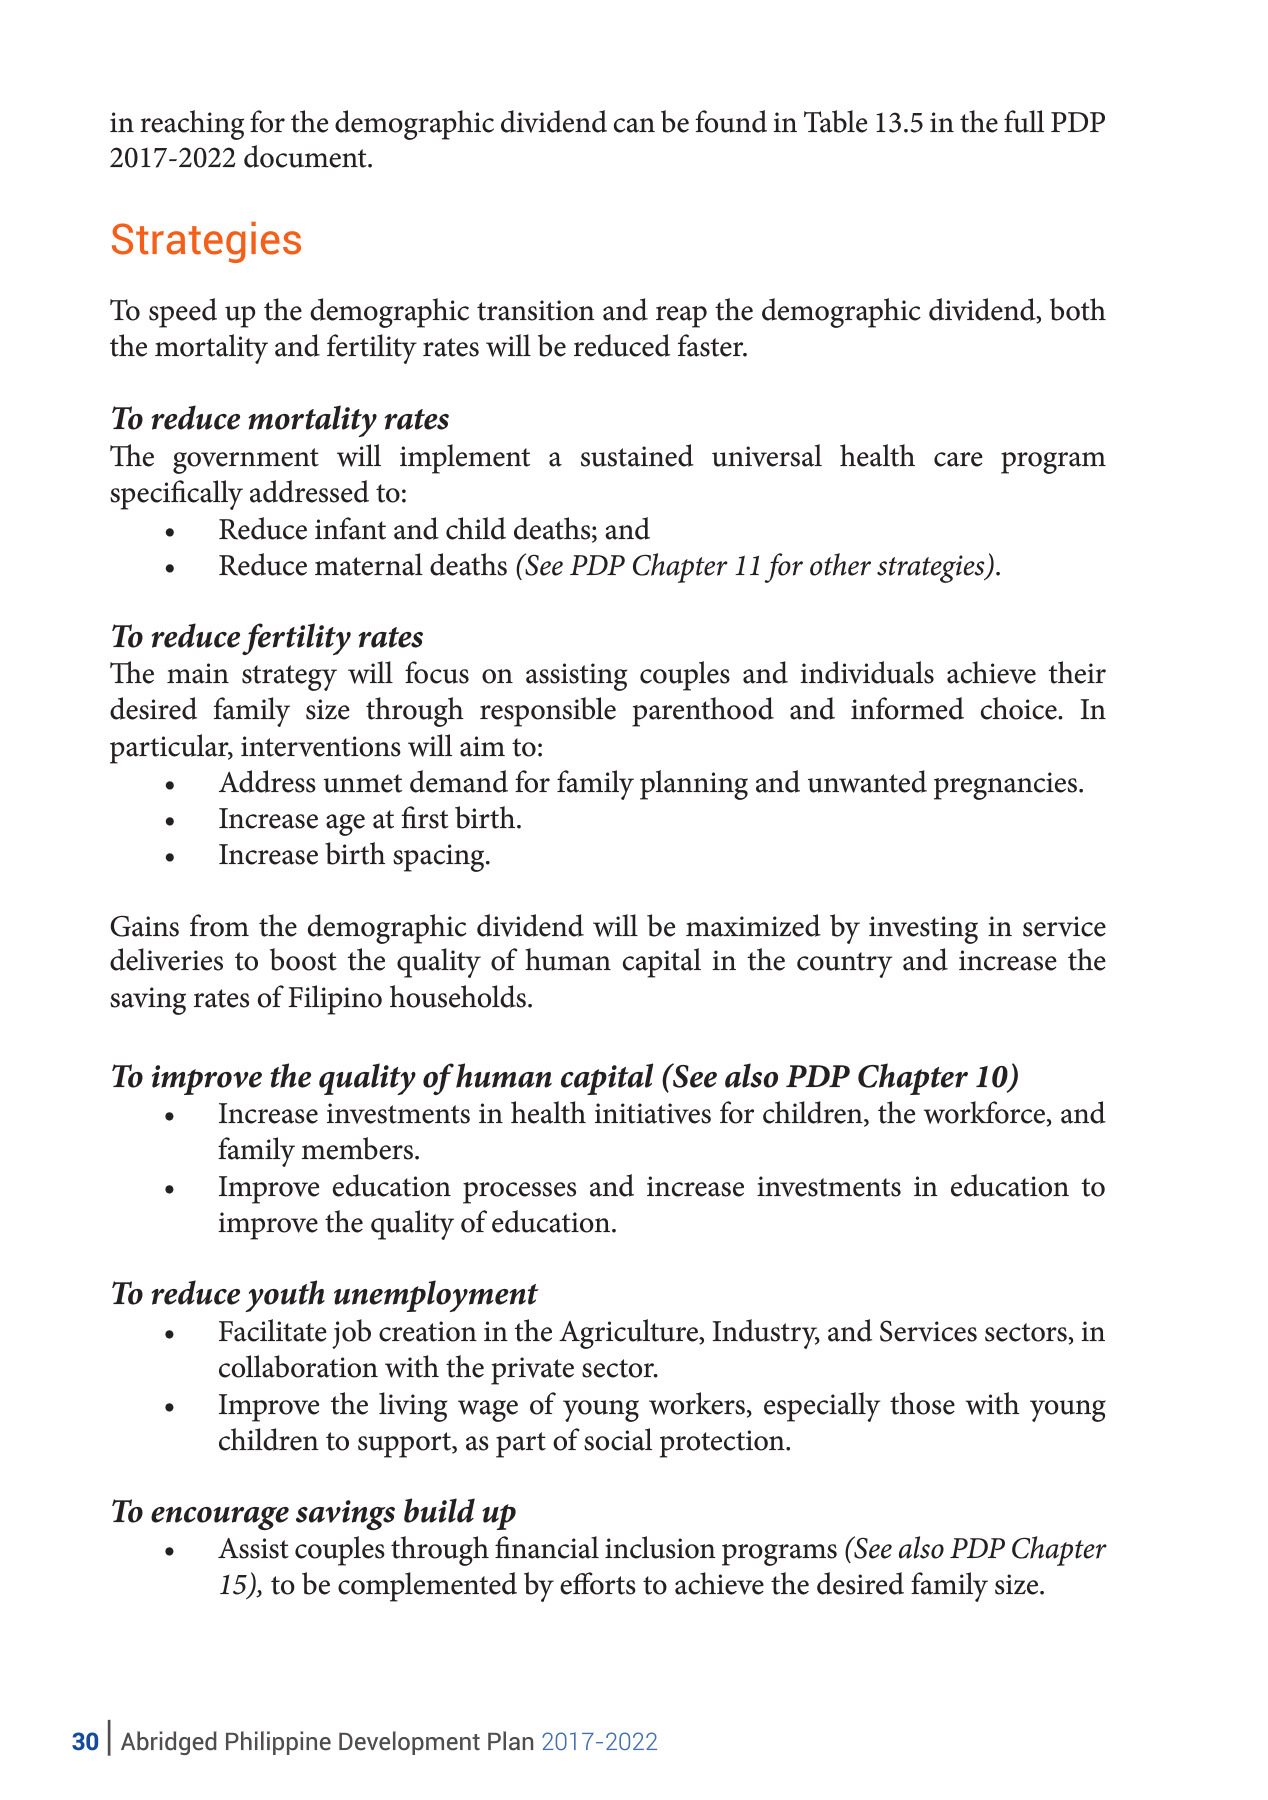 in reaching for the demographic dividend can be found in Table 13.5 in the full PDP
2017-2022 document.
Strategies
To speed up the demographic transition and reap the demographic dividend, both
the mortality and fertility rates will be reduced faster.
To reduce mortality rates
The government will implement a sustained universal health care program
specifically addressed to:
• Reduce infant and child deaths; and
• Reduce maternal deaths (See PDP Chapter 11 for other strategies).
To reduce fertility rates
The main strategy will focus on assisting couples and individuals achieve their
desired family size through responsible parenthood and informed choice. In
particular, interventions will aim to:
• Address unmet demand for family planning and unwanted pregnancies.
• Increase age at first birth.
• Increase birth spacing.
Gains from the demographic dividend will be maximized by investing in service
deliveries to boost the quality of human capital in the country and increase the
saving rates of Filipino households.
To improve the quality of human capital (See also PDP Chapter 10)
• Increase investments in health initiatives for children, the workforce, and
family members.
• Improve education processes and increase investments in education to
improve the quality of education.
To reduce youth unemployment
• Facilitate job creation in the Agriculture, Industry, and Services sectors, in
collaboration with the private sector.
• Improve the living wage of young workers, especially those with young
children to support, as part of social protection.
To encourage savings build up
• Assist couples through financial inclusion programs (See also PDP Chapter
15), to be complemented by efforts to achieve the desired family size.
30 | Abridged Philippine Development Plan 2017-2022